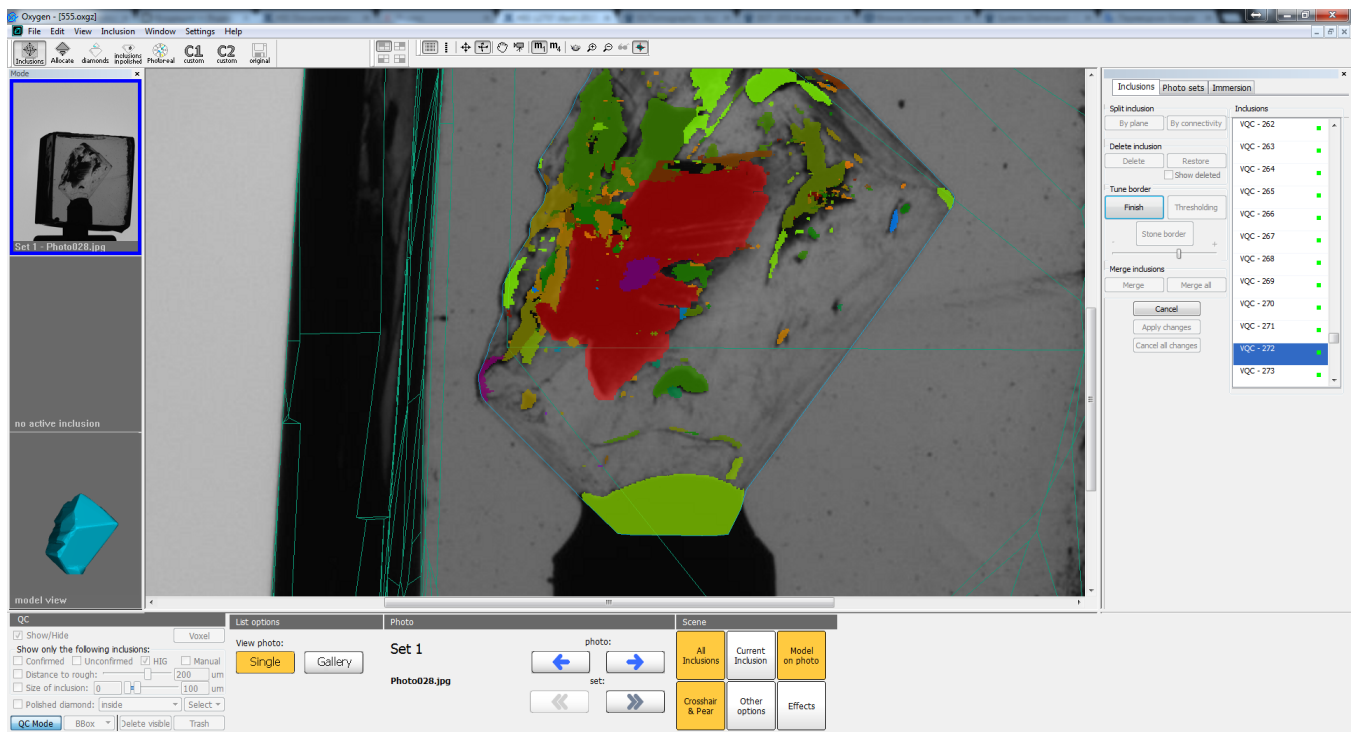 Oxygen - [555.oxgz]
File Edit View Inclusion Window Settings Help
Inclusions Allocate diamonds inclusions inpolished Photoreal C1 custom C2 custom original
m1 m4
Mode
Set 1 - Photo028.jpg
no active inclusion
model view
Inclusions Photo sets Immersion
Split inclusion
By plane By connectivity
Delete inclusion
Delete Restore
Show deleted
Tune border
Finish Thresholding
Stone border
- +
Merge inclusions
Merge Merge all
Cancel
Apply changes
Cancel all changes
Inclusions
VQC - 262
VQC - 263
VQC - 264
VQC - 265
VQC - 266
VQC - 267
VQC - 268
VQC - 269
VQC - 270
VQC - 271
VQC - 272
VQC - 273
QC
Show/Hide Voxel
Show only the following inclusions:
Confirmed Unconfirmed HIG Manual
Distance to rough: 200 um
Size of inclusion: 0 100 um
Polished diamond: inside Select
QC Mode BBox Delete visible Trash
List options
View photo:
Single Gallery
Photo
Set 1
Photo028.jpg
photo:
set:
Scene
All Inclusions
Current Inclusion
Model on photo
Crosshair & Pear
Other options
Effects